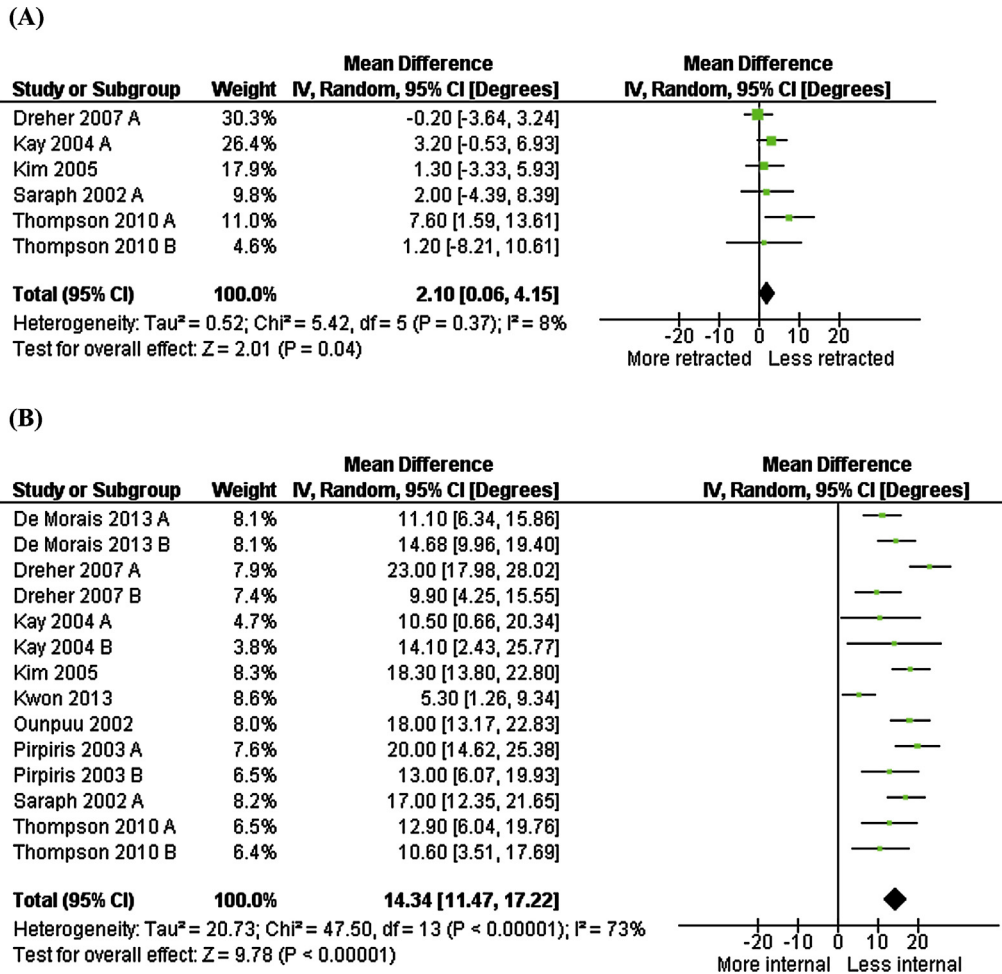 (A)
Mean Difference Mean Difference
Study or Subgroup Weight IV, Random, 95% CI [Degrees] IV, Random, 95% CI [Degrees]
Dreher 2007 A 30.3% -0.20 [-3.64, 3.24]
Kay 2004 A 26.4% 3.20 [-0.53, 6.93]
Kim 2005 17.9% 1.30 [-3.33, 5.93]
Saraph 2002 A 9.8% 2.00 [-4.39, 8.39]
Thompson 2010 A 11.0% 7.60 [1.59, 13.61]
Thompson 2010 B 4.6% 1.20 [-8.21, 10.61]
Total (95% CI) 100.0% 2.10 [0.06, 4.15]
Heterogeneity: Tau² = 0.52; Chi² = 5.42, df = 5 (P = 0.37); I² = 8%
Test for overall effect: Z = 2.01 (P = 0.04)
-20 -10 0 10 20
More retracted Less retracted
(B)
Mean Difference Mean Difference
Study or Subgroup Weight IV, Random, 95% CI [Degrees] IV, Random, 95% CI [Degrees]
De Morais 2013 A 8.1% 11.10 [6.34, 15.86]
De Morais 2013 B 8.1% 14.68 [9.96, 19.40]
Dreher 2007 A 7.9% 23.00 [17.98, 28.02]
Dreher 2007 B 7.4% 9.90 [4.25, 15.55]
Kay 2004 A 4.7% 10.50 [0.66, 20.34]
Kay 2004 B 3.8% 14.10 [2.43, 25.77]
Kim 2005 8.3% 18.30 [13.80, 22.80]
Kwon 2013 8.6% 5.30 [1.26, 9.34]
Ounpuu 2002 8.0% 18.00 [13.17, 22.83]
Pirpiris 2003 A 7.6% 20.00 [14.62, 25.38]
Pirpiris 2003 B 6.5% 13.00 [6.07, 19.93]
Saraph 2002 A 8.2% 17.00 [12.35, 21.65]
Thompson 2010 A 6.5% 12.90 [6.04, 19.76]
Thompson 2010 B 6.4% 10.60 [3.51, 17.69]
Total (95% CI) 100.0% 14.34 [11.47, 17.22]
Heterogeneity: Tau² = 20.73; Chi² = 47.50, df = 13 (P < 0.00001); I² = 73%
Test for overall effect: Z = 9.78 (P < 0.00001)
-20 -10 0 10 20
More internal Less internal